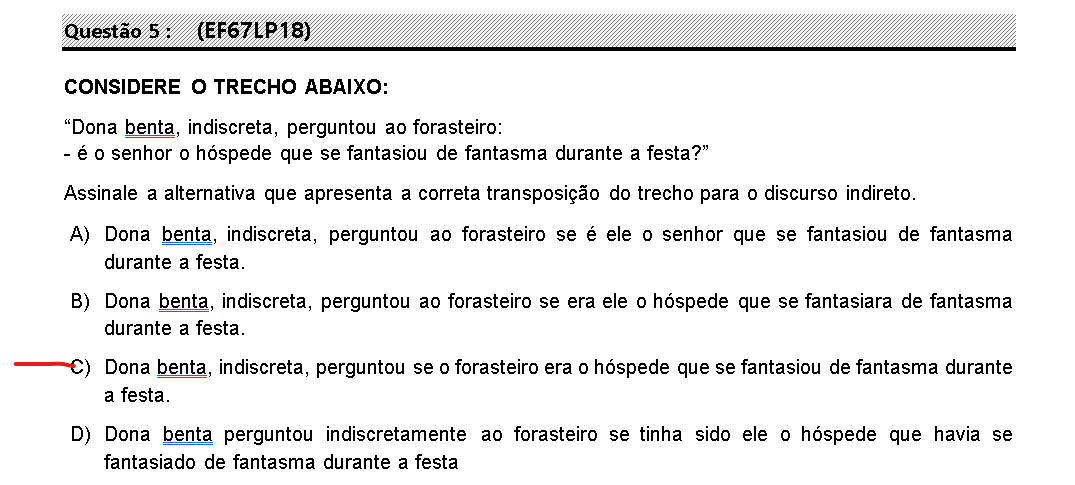 Questão 5 : (EF67LP18)
CONSIDERE O TRECHO ABAIXO:
“Dona benta, indiscreta, perguntou ao forasteiro:
- é o senhor o hóspede que se fantasiou de fantasma durante a festa?”
Assinale a alternativa que apresenta a correta transposição do trecho para o discurso indireto.
A) Dona benta, indiscreta, perguntou ao forasteiro se é ele o senhor que se fantasiou de fantasma
durante a festa.
B) Dona benta, indiscreta, perguntou ao forasteiro se era ele o hóspede que se fantasiara de fantasma
durante a festa.
C) Dona benta, indiscreta, perguntou se o forasteiro era o hóspede que se fantasiou de fantasma durante
a festa.
D) Dona benta perguntou indiscretamente ao forasteiro se tinha sido ele o hóspede que havia se
fantasiado de fantasma durante a festa